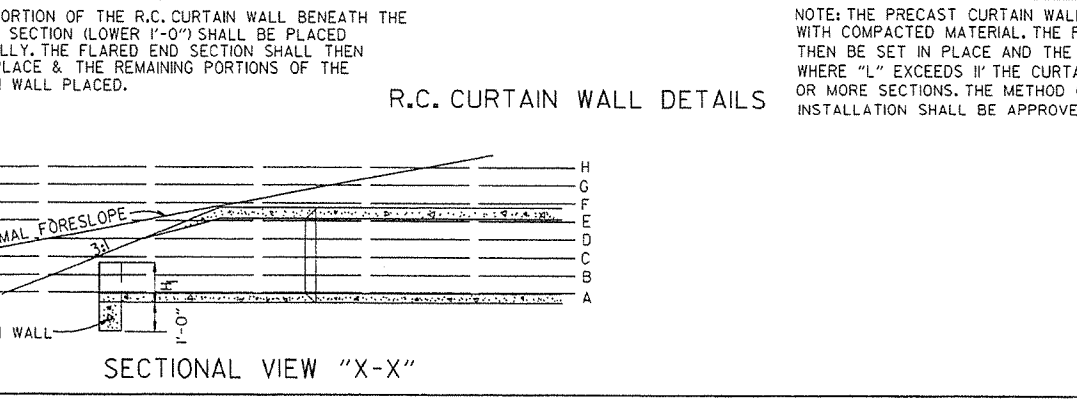 ORTION OF THE R.C. CURTAIN WALL BENEATH THE
SECTION (LOWER 1'-0") SHALL BE PLACED
LLY. THE FLARED END SECTION SHALL THEN
PLACE & THE REMAINING PORTIONS OF THE
WALL PLACED.
R.C. CURTAIN WALL DETAILS
NOTE: THE PRECAST CURTAIN WALL
WITH COMPACTED MATERIAL. THE F
THEN BE SET IN PLACE AND THE
WHERE "L" EXCEEDS 11' THE CURTA
OR MORE SECTIONS. THE METHOD
INSTALLATION SHALL BE APPROVE
H
G
F
E
D
C
B
A
MAL FORESLOPE
3:1
H
1'-0"
WALL
SECTIONAL VIEW "X-X"